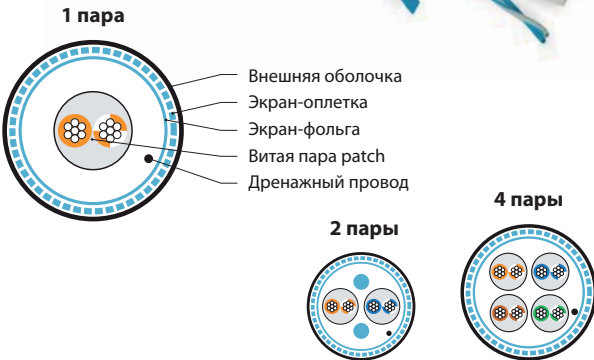 1 пара
Внешняя оболочка
Экран-оплетка
Экран-фольга
Витая пара patch
Дренажный провод
2 пары
4 пары